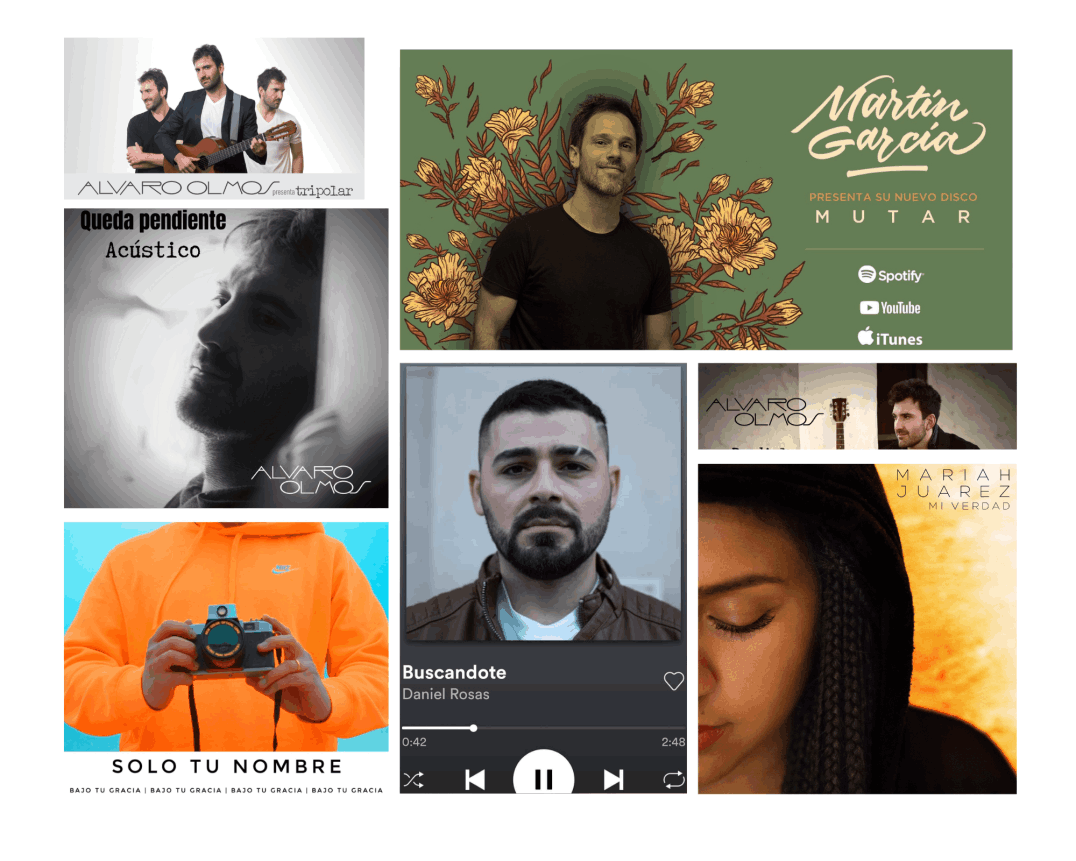 ALVARO OLMOS presenta tripolar
Queda pendiente
Acústico
ALVARO
OLMOS
SOLO TU NOMBRE
BAJO TU GRACIA | BAJO TU GRACIA | BAJO TU GRACIA | BAJO TU GRACIA
Martín
García
PRESENTA SU NUEVO DISCO
MUTAR
Spotify
YouTube
iTunes
Buscandote
Daniel Rosas
0:42 2:48
ALVARO
OLMOS
MARIAH
JUAREZ
MI VERDAD